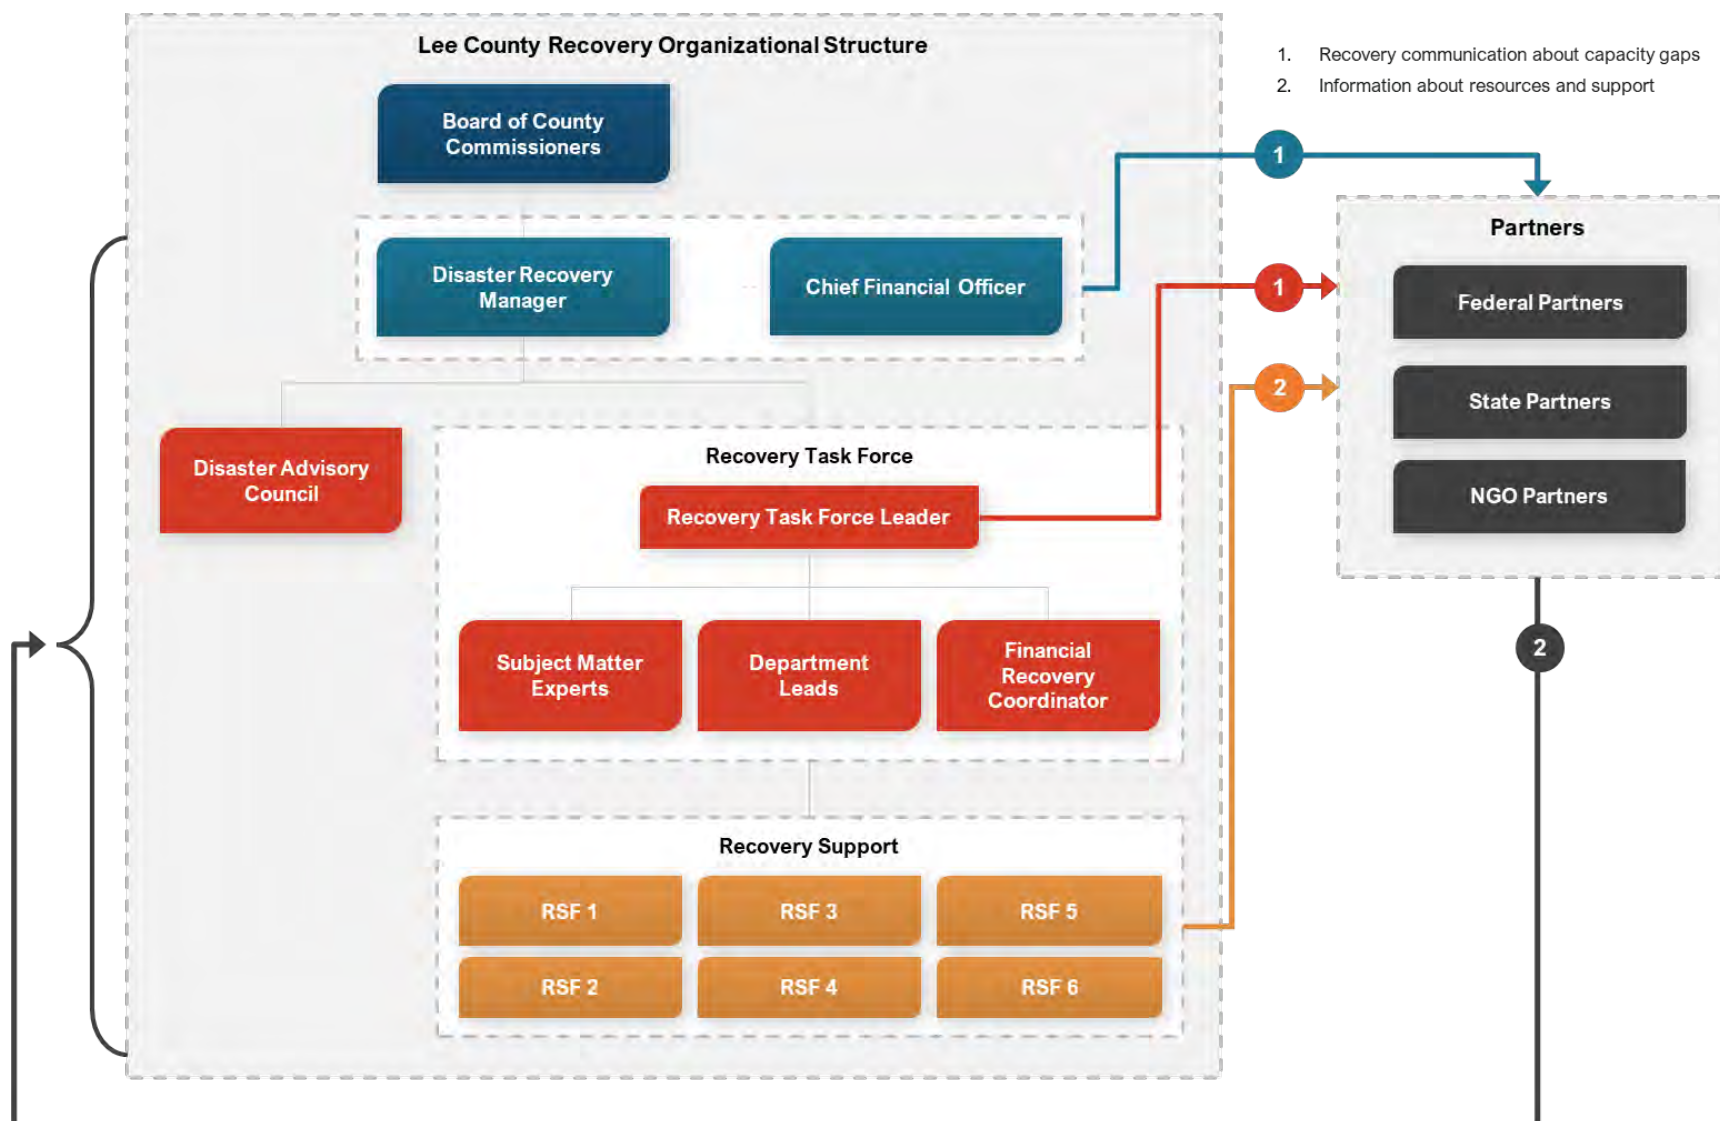 Lee County Recovery Organizational Structure
1. Recovery communication about capacity gaps
2. Information about resources and support
Board of County
Commissioners
1
Disaster Recovery
Manager
Chief Financial Officer
1
2
Partners
Federal Partners
State Partners
NGO Partners
2
Disaster Advisory
Council
Recovery Task Force
Recovery Task Force Leader
Subject Matter
Experts
Department
Leads
Financial
Recovery
Coordinator
Recovery Support
RSF 1
RSF 3
RSF 5
RSF 2
RSF 4
RSF 6